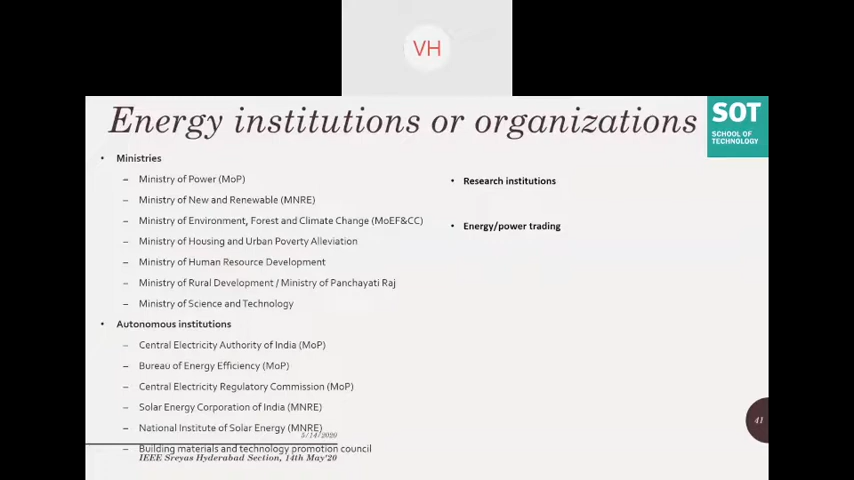 VH
Energy institutions or organizations
SOT
SCHOOL OF
TECHNOLOGY
• Ministries
– Ministry of Power (MoP)
– Ministry of New and Renewable (MNRE)
– Ministry of Environment, Forest and Climate Change (MoEF&CC)
– Ministry of Housing and Urban Poverty Alleviation
– Ministry of Human Resource Development
– Ministry of Rural Development / Ministry of Panchayati Raj
– Ministry of Science and Technology
• Autonomous institutions
– Central Electricity Authority of India (MoP)
– Bureau of Energy Efficiency (MoP)
– Central Electricity Regulatory Commission (MoP)
– Solar Energy Corporation of India (MNRE)
– National Institute of Solar Energy (MNRE)
– Building materials and technology promotion council
• Research institutions
• Energy/power trading
5/14/2020
IEEE Sreyas Hyderabad Section, 14th May'20
41